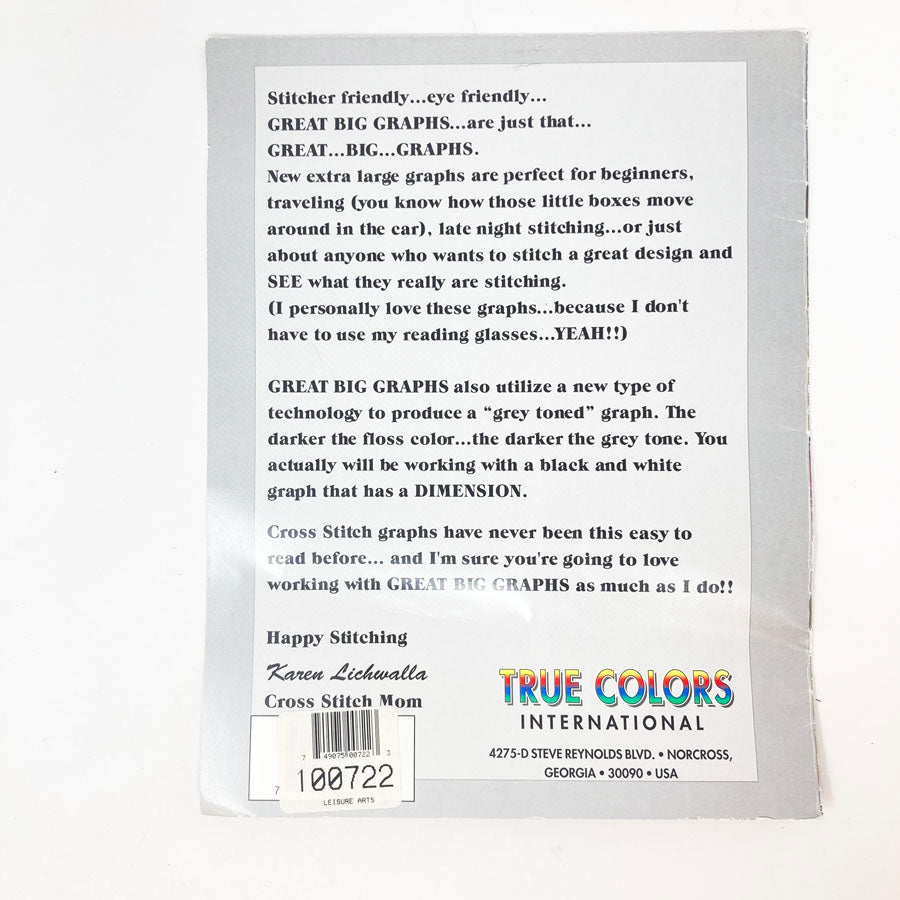 Stitcher friendly...eye friendly...
GREAT BIG GRAPHS...are just that...
GREAT...BIG...GRAPHS.
New extra large graphs are perfect for beginners,
traveling (you know how those little boxes move
around in the car), late night stitching...or just
about anyone who wants to stitch a great design and
SEE what they really are stitching.
(I personally love these graphs...because I don't
have to use my reading glasses...YEAH!!)
GREAT BIG GRAPHS also utilize a new type of
technology to produce a “grey toned” graph. The
darker the floss color...the darker the grey tone. You
actually will be working with a black and white
graph that has a DIMENSION.
Cross Stitch graphs have never been this easy to
read before... and I'm sure you're going to love
working with GREAT BIG GRAPHS as much as I do!!
Happy Stitching
Karen Lichwalla
Cross Stitch Mom
TRUE COLORS
INTERNATIONAL
4275-D STEVE REYNOLDS BLVD. • NORCROSS,
GEORGIA • 30090 • USA
7 49075 00722 3
7
100722
LEISURE ARTS